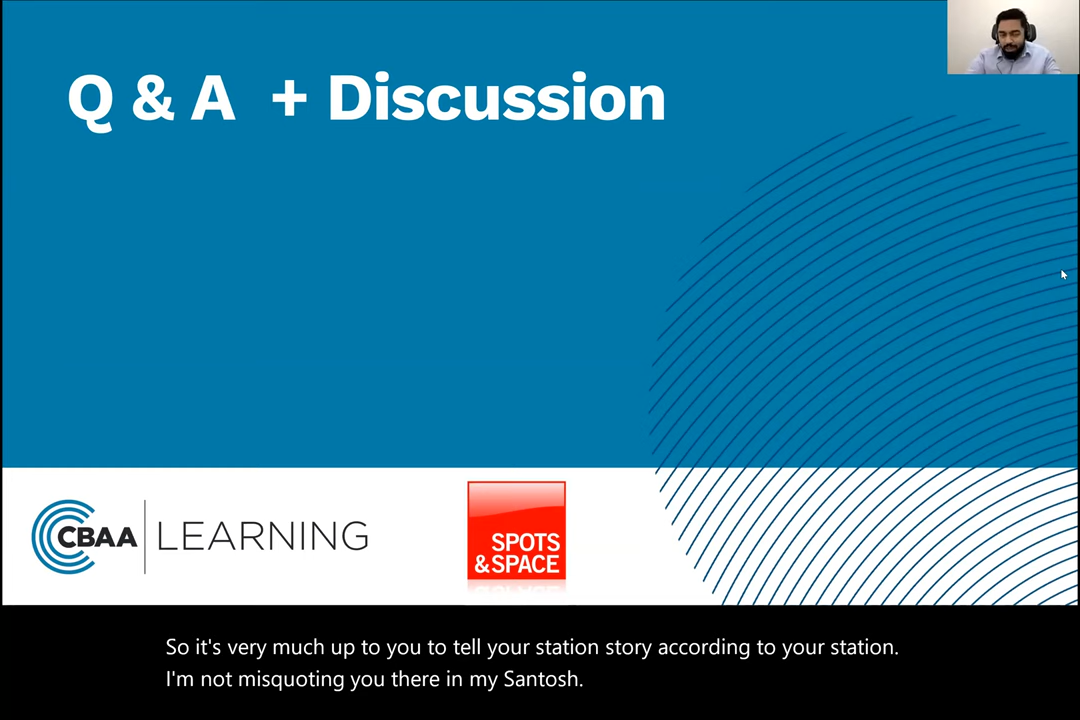 Q & A + Discussion
CBAA LEARNING
SPOTS
& SPACE
So it's very much up to you to tell your station story according to your station.
I'm not misquoting you there in my Santosh.